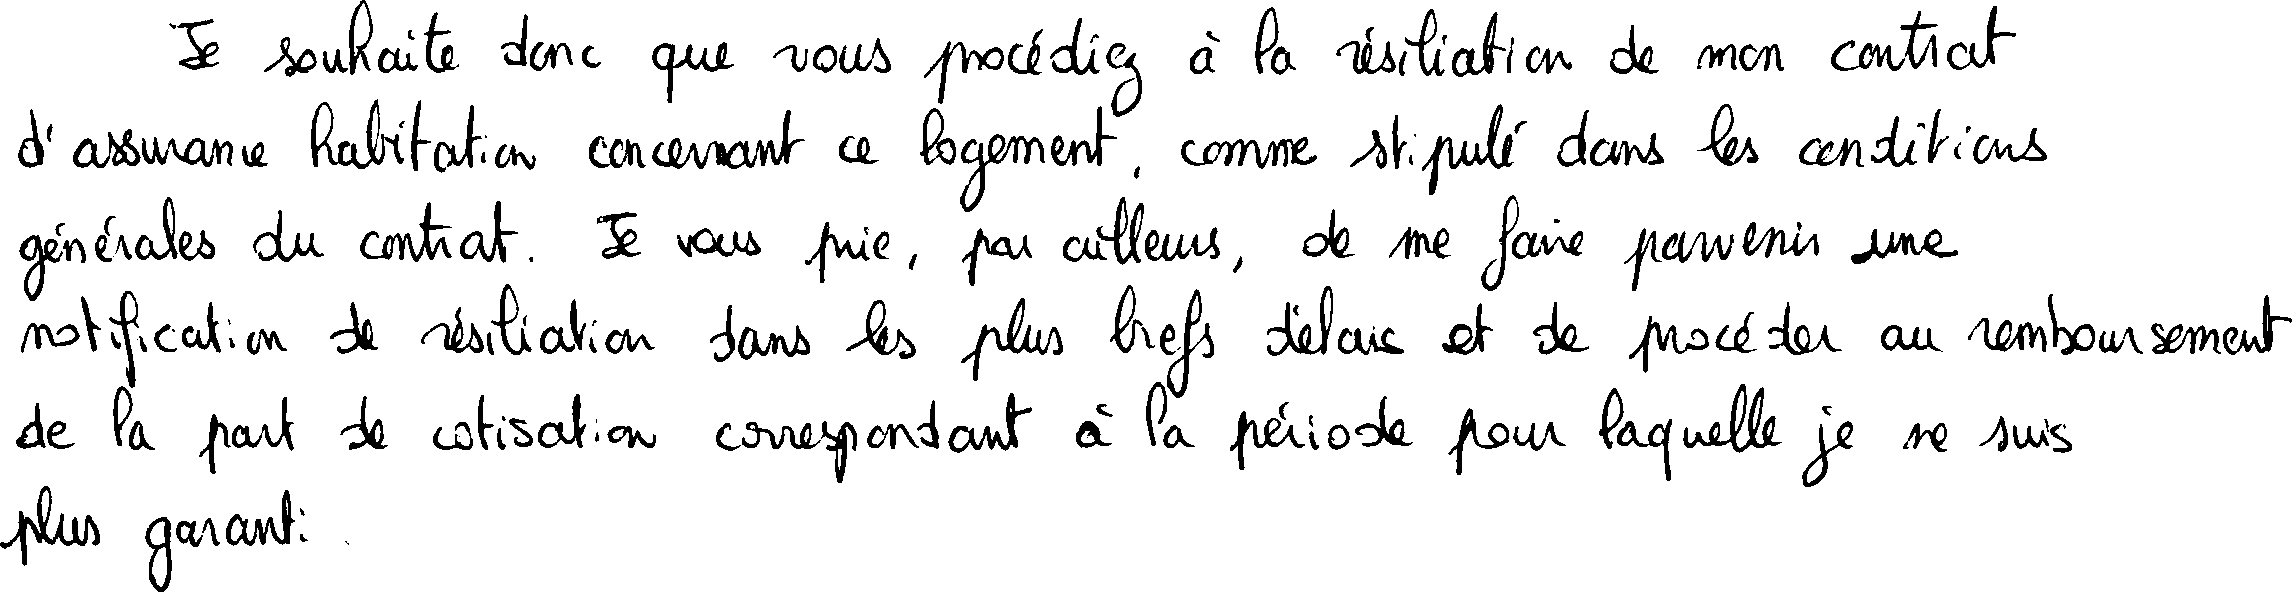 Je souhaite donc que vous procédiez à la résiliation de mon contrat
d'assurance habitation concernant ce logement, comme stipulé dans les conditions
générales du contrat. Je vous prie, par ailleurs, de me faire parvenir une
notification de résiliation dans les plus brefs délais et de procéder au remboursement
de la part de cotisation correspondant à la période pour laquelle je ne suis
plus garanti.